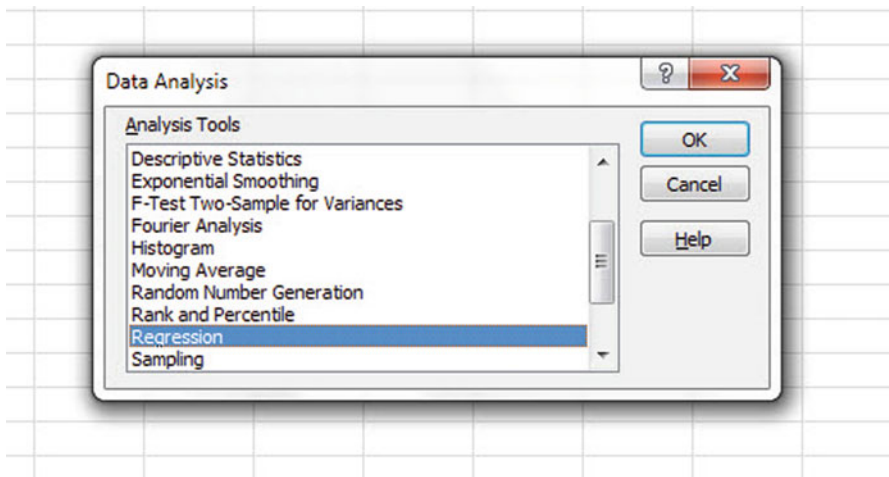 Data Analysis
?
X
Analysis Tools
Descriptive Statistics
Exponential Smoothing
F-Test Two-Sample for Variances
Fourier Analysis
Histogram
Moving Average
Random Number Generation
Rank and Percentile
Regression
Sampling
OK
Cancel
Help